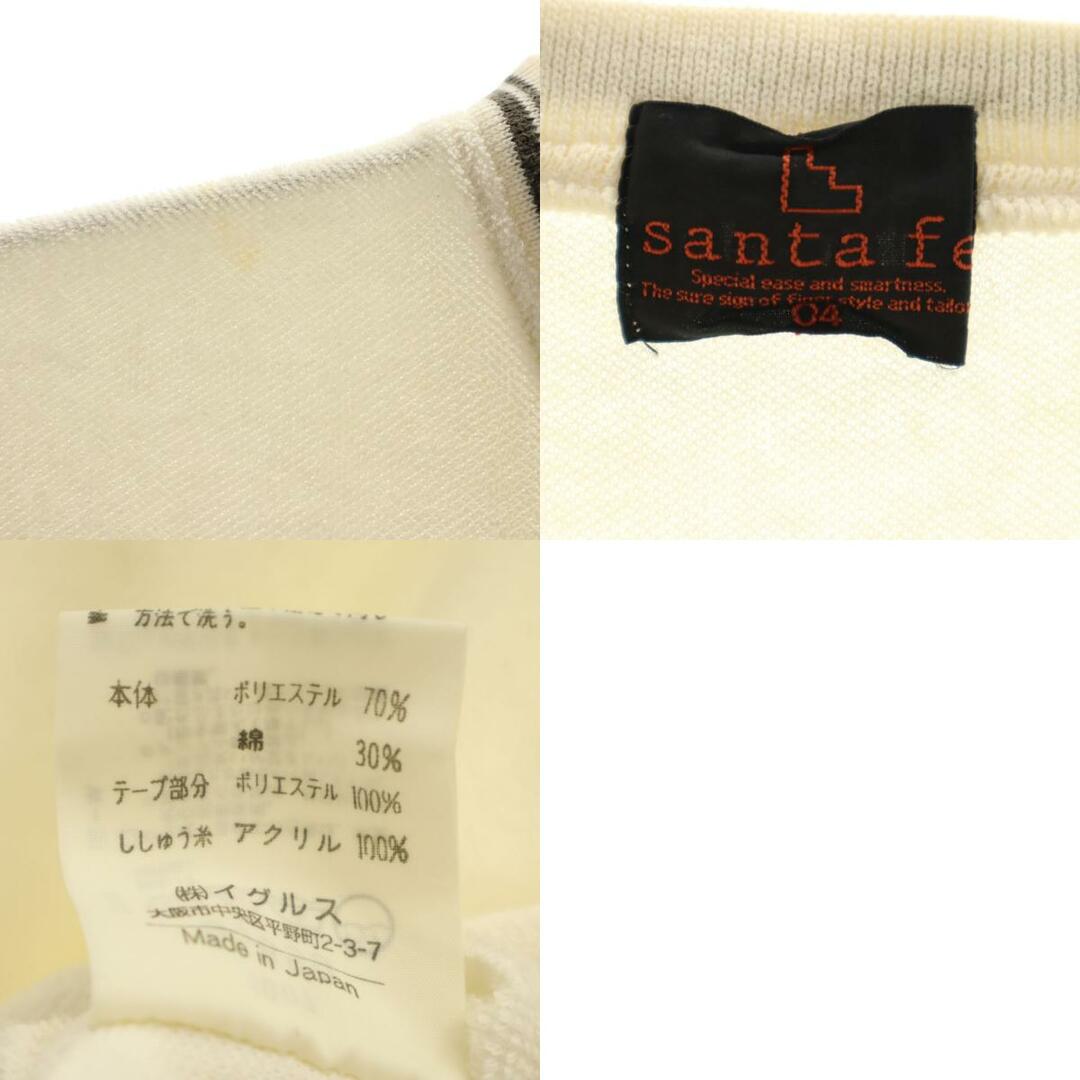 santa fe
Special ease and smartness.
The sure sign of finer style and tailor
04
方法で洗う。
本体 ポリエステル 70%
綿 30%
テープ部分 ポリエステル 100%
ししゅう糸 アクリル 100%
(株)イグルス
大阪市中央区平野町2-3-7
Made in Japan